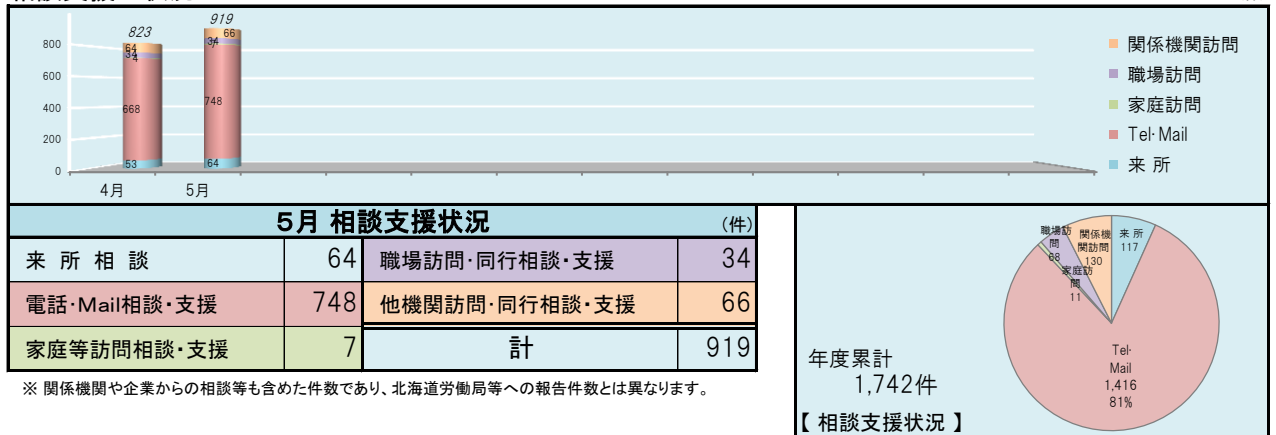 919
823
800
600
400
200
0
64
34
4
668
53
66
34
7
748
64
4月 5月
関係機関訪問
職場訪問
家庭訪問
Tel・Mail
来 所
5月 相談支援状況 (件)
来 所 相 談 64 職場訪問・同行相談・支援 34
電話・Mail相談・支援 748 他機関訪問・同行相談・支援 66
家庭等訪問相談・支援 7 計 919
※ 関係機関や企業からの相談等も含めた件数であり、北海道労働局等への報告件数とは異なります。
職場訪
問
68
関係機
関訪問
130
来 所
117
家庭訪
問
11
Tel・
Mail
1,416
81%
年度累計
1,742件
【 相談支援状況 】